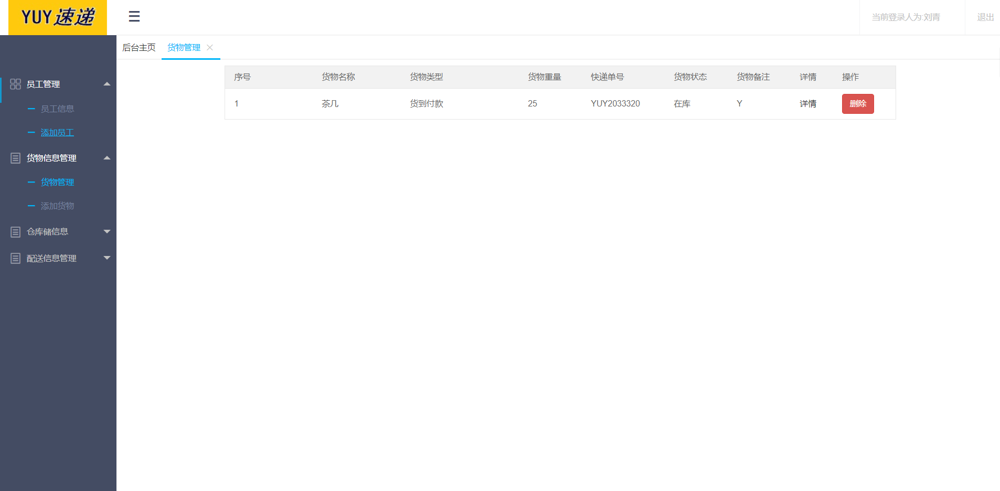 YUY速递
当前登录人为:刘青
退出
后台主页
货物管理
员工管理
员工信息
添加员工
货物信息管理
货物管理
添加货物
仓库储信息
配送信息管理
序号 货物名称 货物类型 货物重量 快递单号 货物状态 货物备注 详情 操作
1 茶几 货到付款 25 YUY2033320 在库 Y 详情 删除